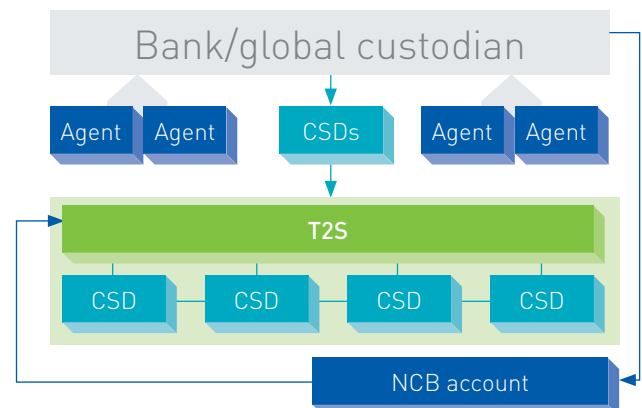 Bank/global custodian
Agent Agent CSDs Agent Agent
T2S
CSD CSD CSD CSD
NCB account